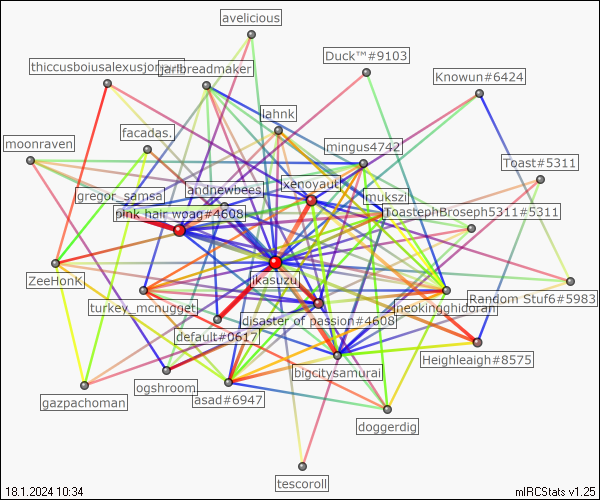 avelicious
Duck™#9103
thiccusboiusalexusjor
jarlbreadmaker
Knowun#6424
lahnk
facadas.
moonraven
mingus4742
Toast#5311
andnewbees
xenoyaut
gregor_samsa
mukszi
pink hair woag#4608
ToastephBroseph5311#5311
ZeeHonK
ikasuzu
turkey_mcnugget
neokingghidoran
Random Stuf6#5983
disaster of passion#4608
default#0617
Heighleaigh#8575
bigcitysamurai
ogshroom
asad#6947
gazpachoman
doggerdig
tescoroll
18.1.2024 10:34
mIRCStats v1.25